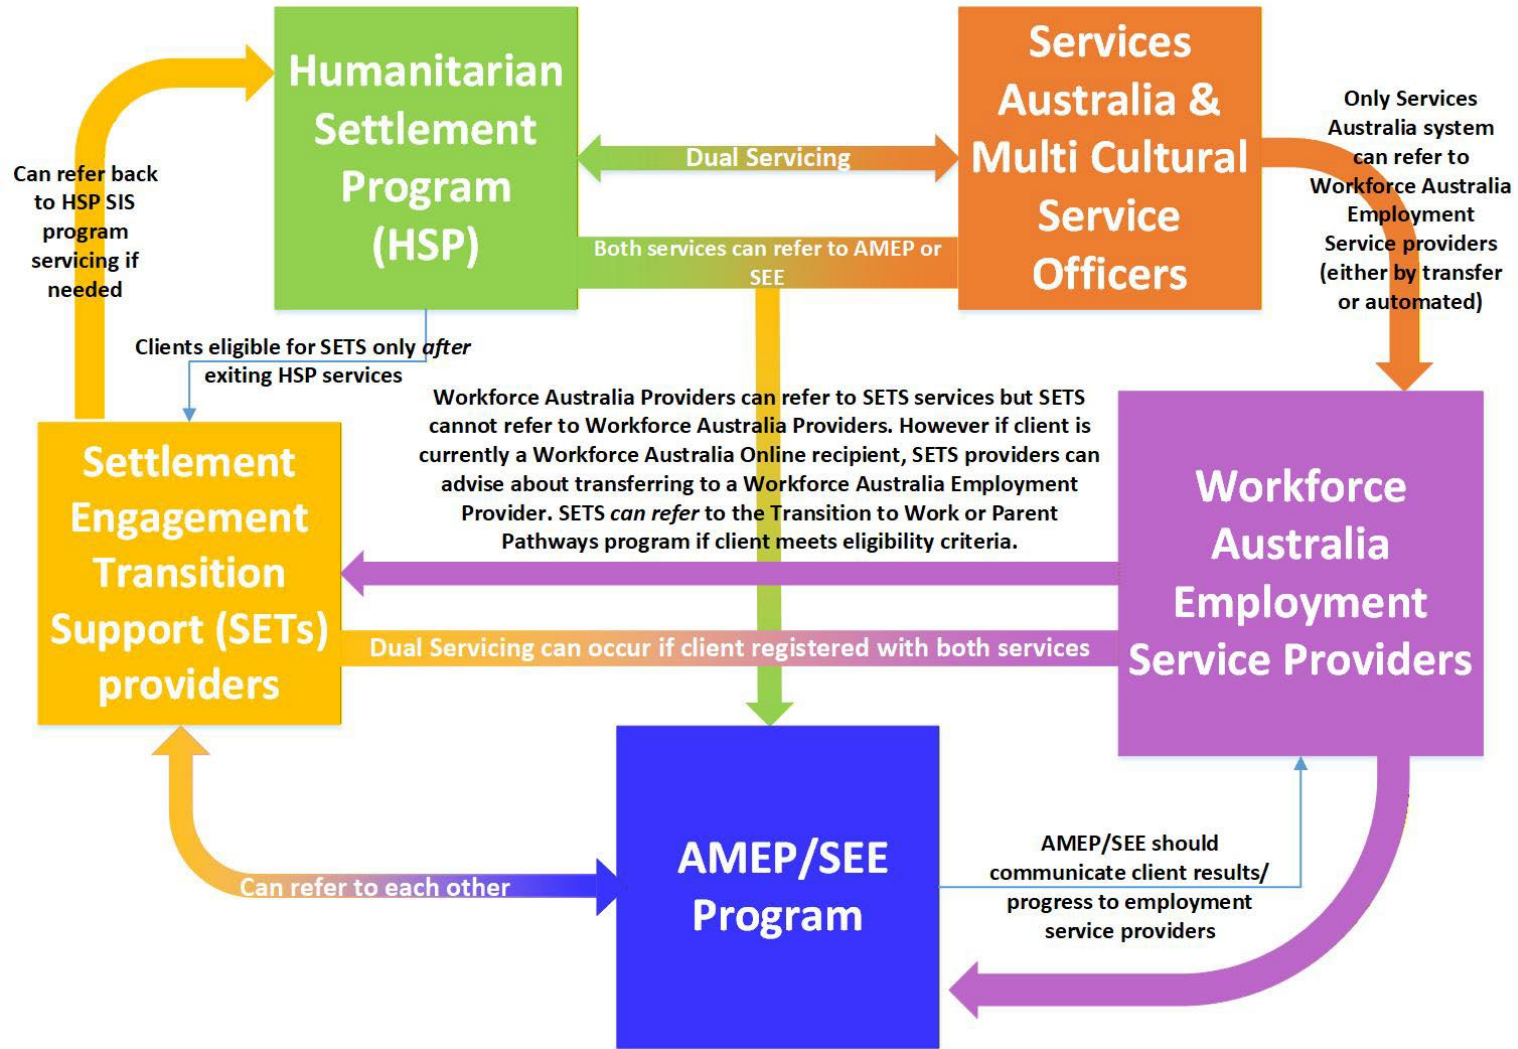 Humanitarian
Settlement
Program
(HSP)
Services
Australia &
Multi Cultural
Service
Officers
Only Services
Australia system
can refer to
Workforce Australia
Employment
Service providers
(either by transfer
or automated)
Dual Servicing
Both services can refer to AMEP or
SEE
Can refer back
to HSP SIS
program
servicing if
needed
Clients eligible for SETS only after
exiting HSP services
Workforce Australia Providers can refer to SETS services but SETS
cannot refer to Workforce Australia Providers. However if client is
currently a Workforce Australia Online recipient, SETS providers can
advise about transferring to a Workforce Australia Employment
Provider. SETS can refer to the Transition to Work or Parent
Pathways program if client meets eligibility criteria.
Settlement
Engagement
Transition
Support (SETs)
providers
Workforce
Australia
Employment
Service Providers
Dual Servicing can occur if client registered with both services
Can refer to each other
AMEP/SEE
Program
AMEP/SEE should
communicate client results/
progress to employment
service providers